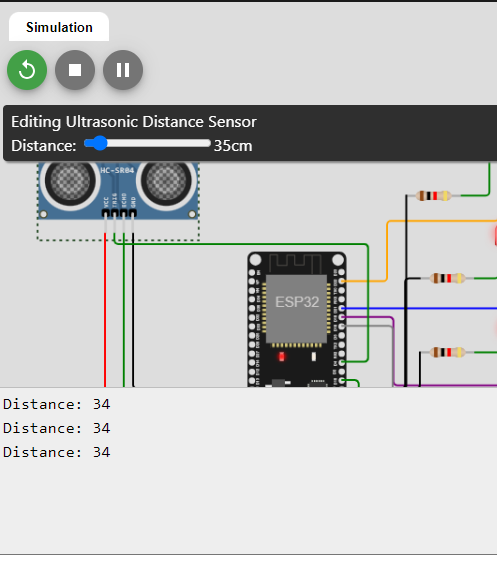 Simulation
Editing Ultrasonic Distance Sensor
Distance: 35cm
HC-SR04
VCC
TRIG
ECHO
GND
ESP32
Distance: 34
Distance: 34
Distance: 34